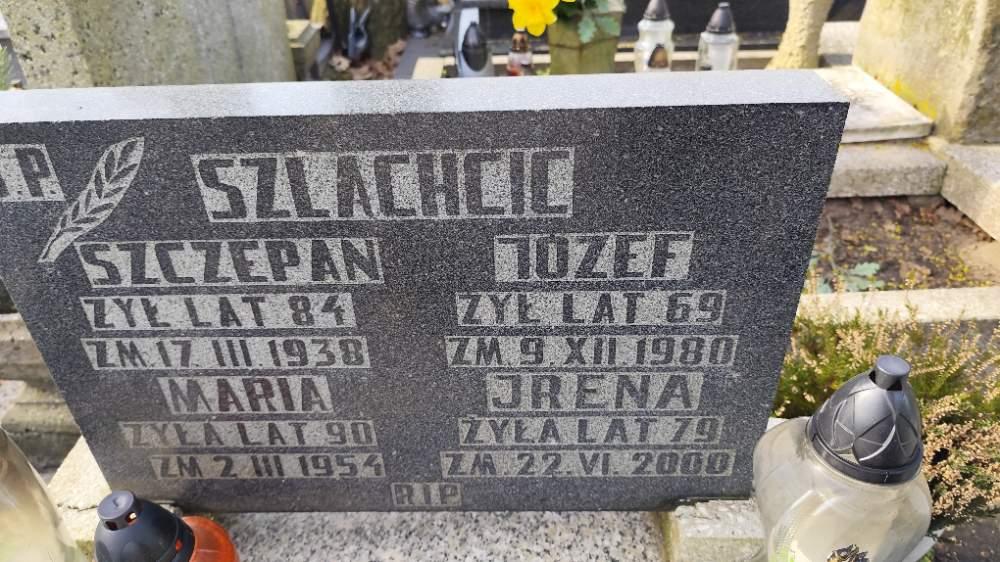 Ś.P.
SZLACHCIC
SZCZEPAN
ŻYŁ LAT 84
ZM. 17 III. 1938
MARIA
ŻYŁA LAT 90
ZM 2 III 1954
JÓZEF
ŻYŁ LAT 69
ZM. 9. XII. 1980
JRENA
ŻYŁA LAT 79
ZM. 22. VI. 2000
RIP